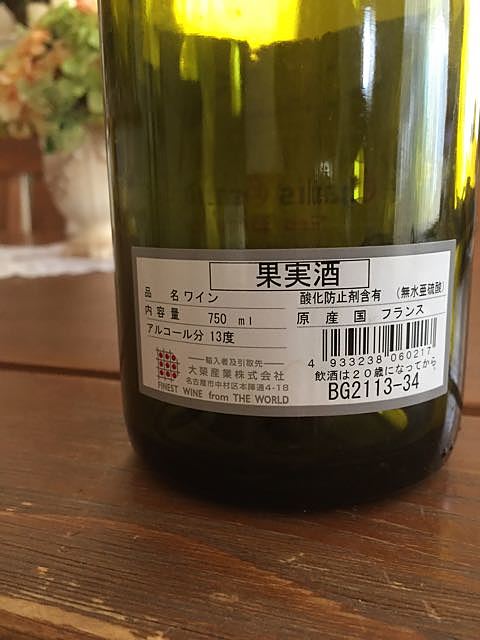 果実酒
品 名 ワイン
酸化防止剤含有 (無水亜硫酸)
内容量 750 ml
原産国 フランス
アルコール分 13度
4 933238 060217
輸入者及引取先
大榮産業株式会社
名古屋市中村区本陣通4-18
FINEST WINE from THE WORLD
飲酒は20歳になってから
BG2113-34